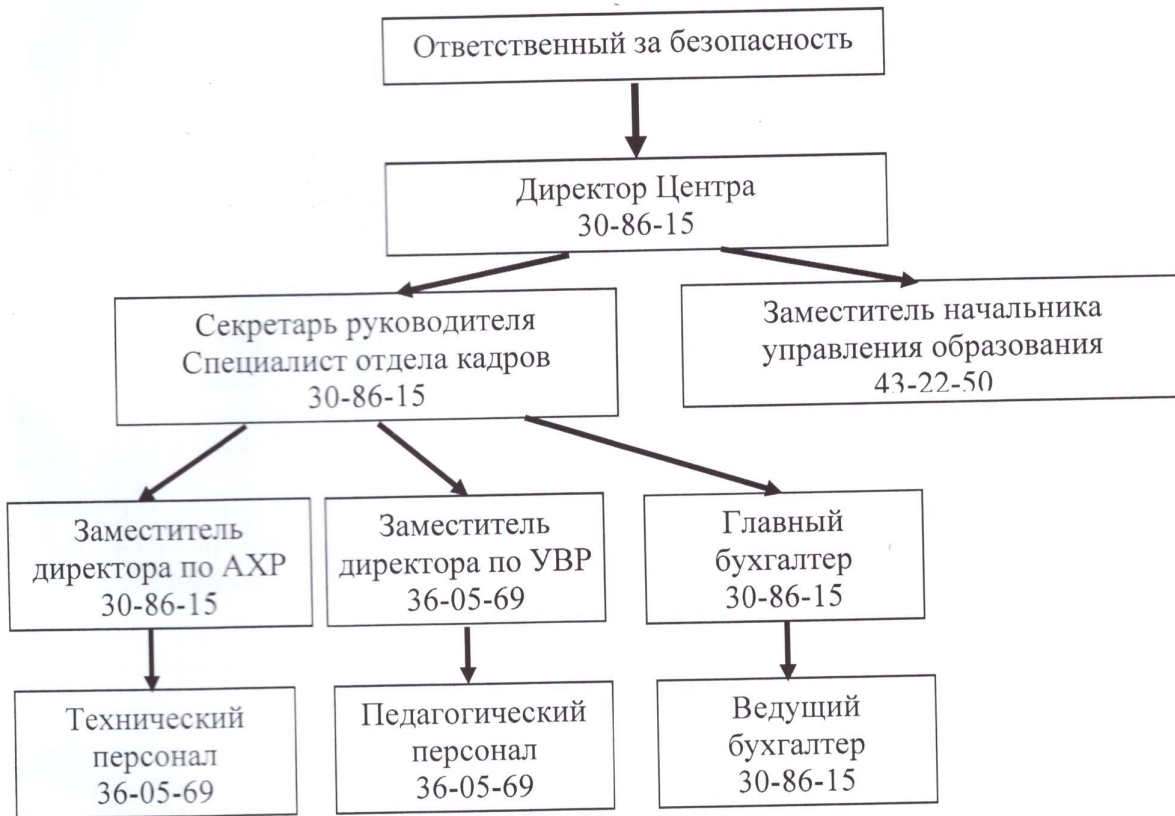 Ответственный за безопасность
Директор Центра
30-86-15
Секретарь руководителя
Специалист отдела кадров
30-86-15
Заместитель начальника
управления образования
43-22-50
Заместитель
директора по АХР
30-86-15
Заместитель
директора по УВР
36-05-69
Главный
бухгалтер
30-86-15
Технический
персонал
36-05-69
Педагогический
персонал
36-05-69
Ведущий
бухгалтер
30-86-15